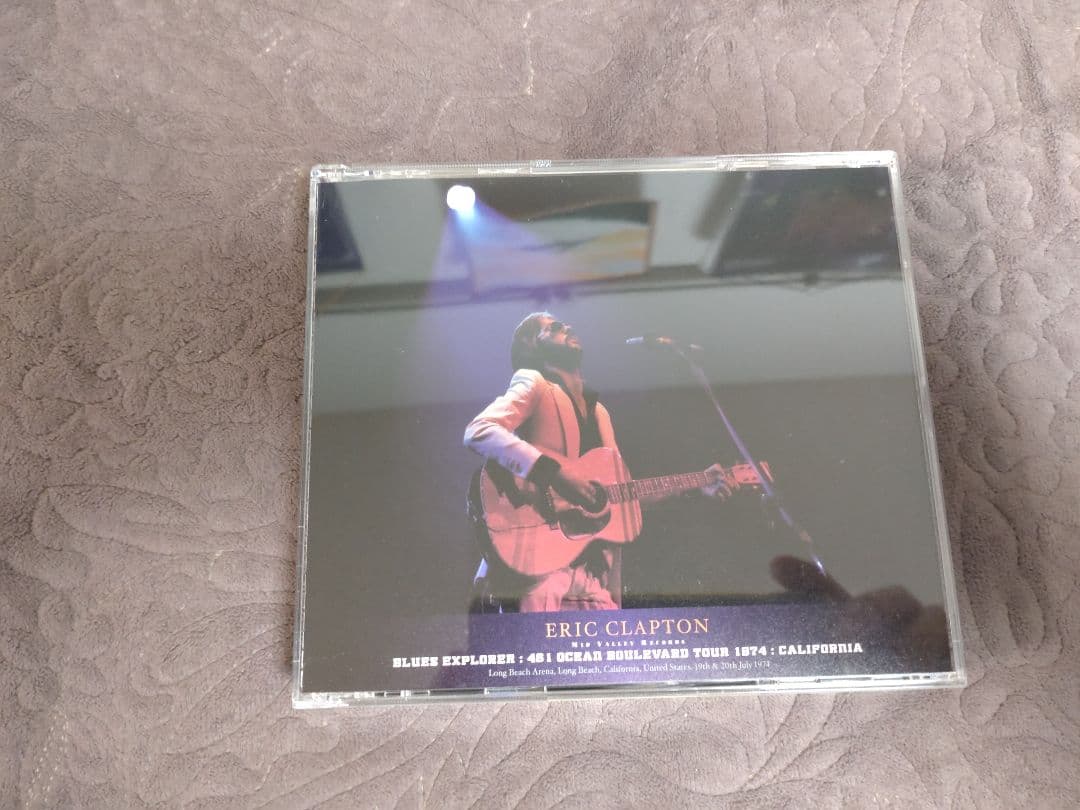 ERIC CLAPTON
MID VALLEY RECORDS
BLUES EXPLORER : 461 OCEAN BOULEVARD TOUR 1974 : CALIFORNIA
Long Beach Arena, Long Beach, California, United States. 19th & 20th July 1974